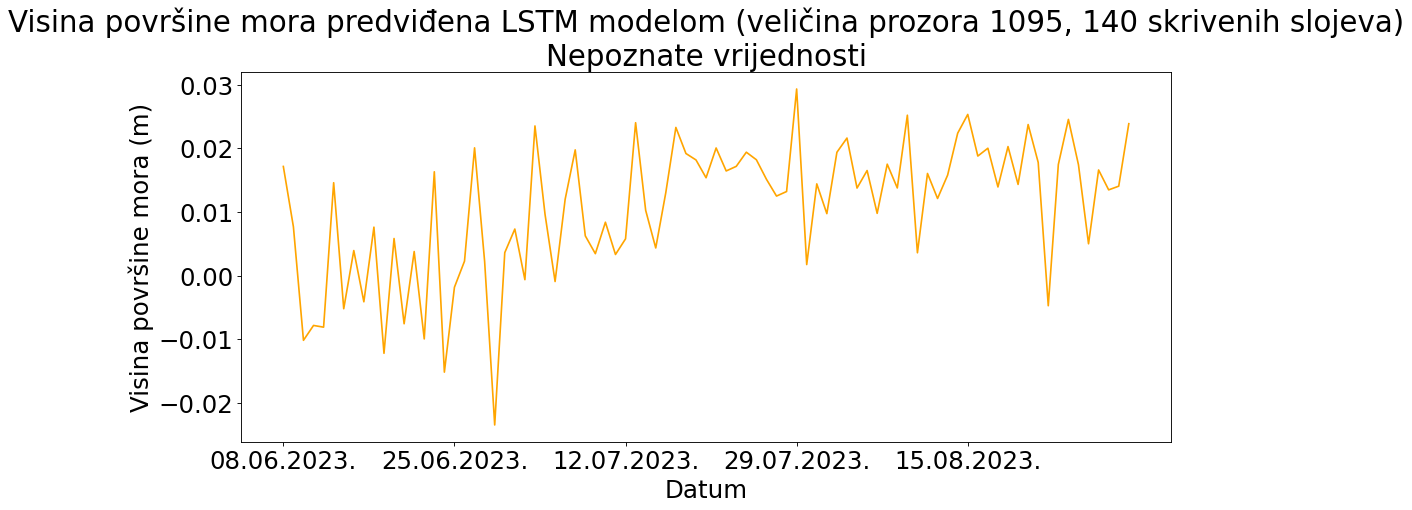 Visina površine mora predviđena LSTM modelom (veličina prozora 1095, 140 skrivenih slojeva)
Nepoznate vrijednosti
Visina površine mora (m)
0.03
0.02
0.01
0.00
−0.01
−0.02
08.06.2023. 25.06.2023. 12.07.2023. 29.07.2023. 15.08.2023.
Datum